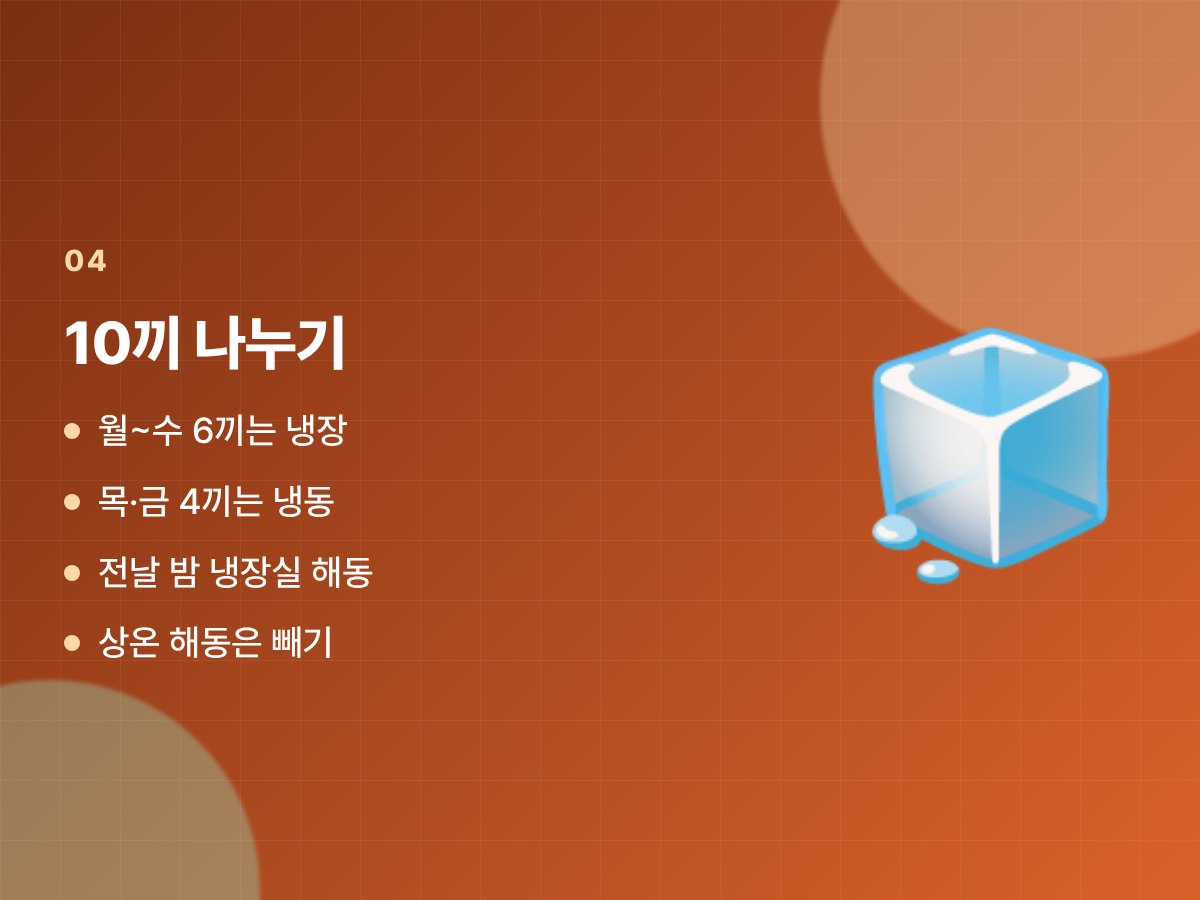 04
10끼 나누기
월~수 6끼는 냉장
목·금 4끼는 냉동
전날 밤 냉장실 해동
상온 해동은 빼기